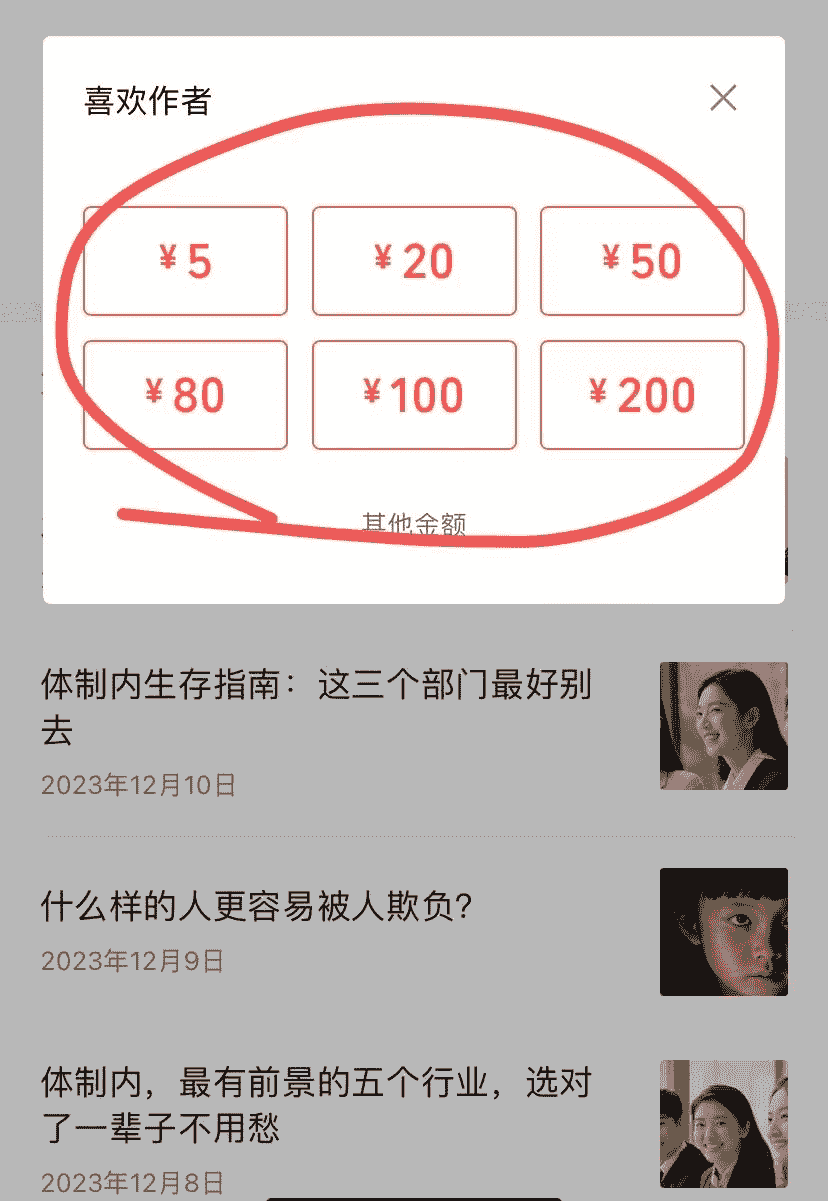 喜欢作者
¥5
¥20
¥50
¥80
¥100
¥200
其他金额
体制内生存指南：这三个部门最好别
去
2023年12月10日
什么样的人更容易被人欺负？
2023年12月9日
体制内，最有前景的五个行业，选对
了一辈子不用愁
2023年12月8日